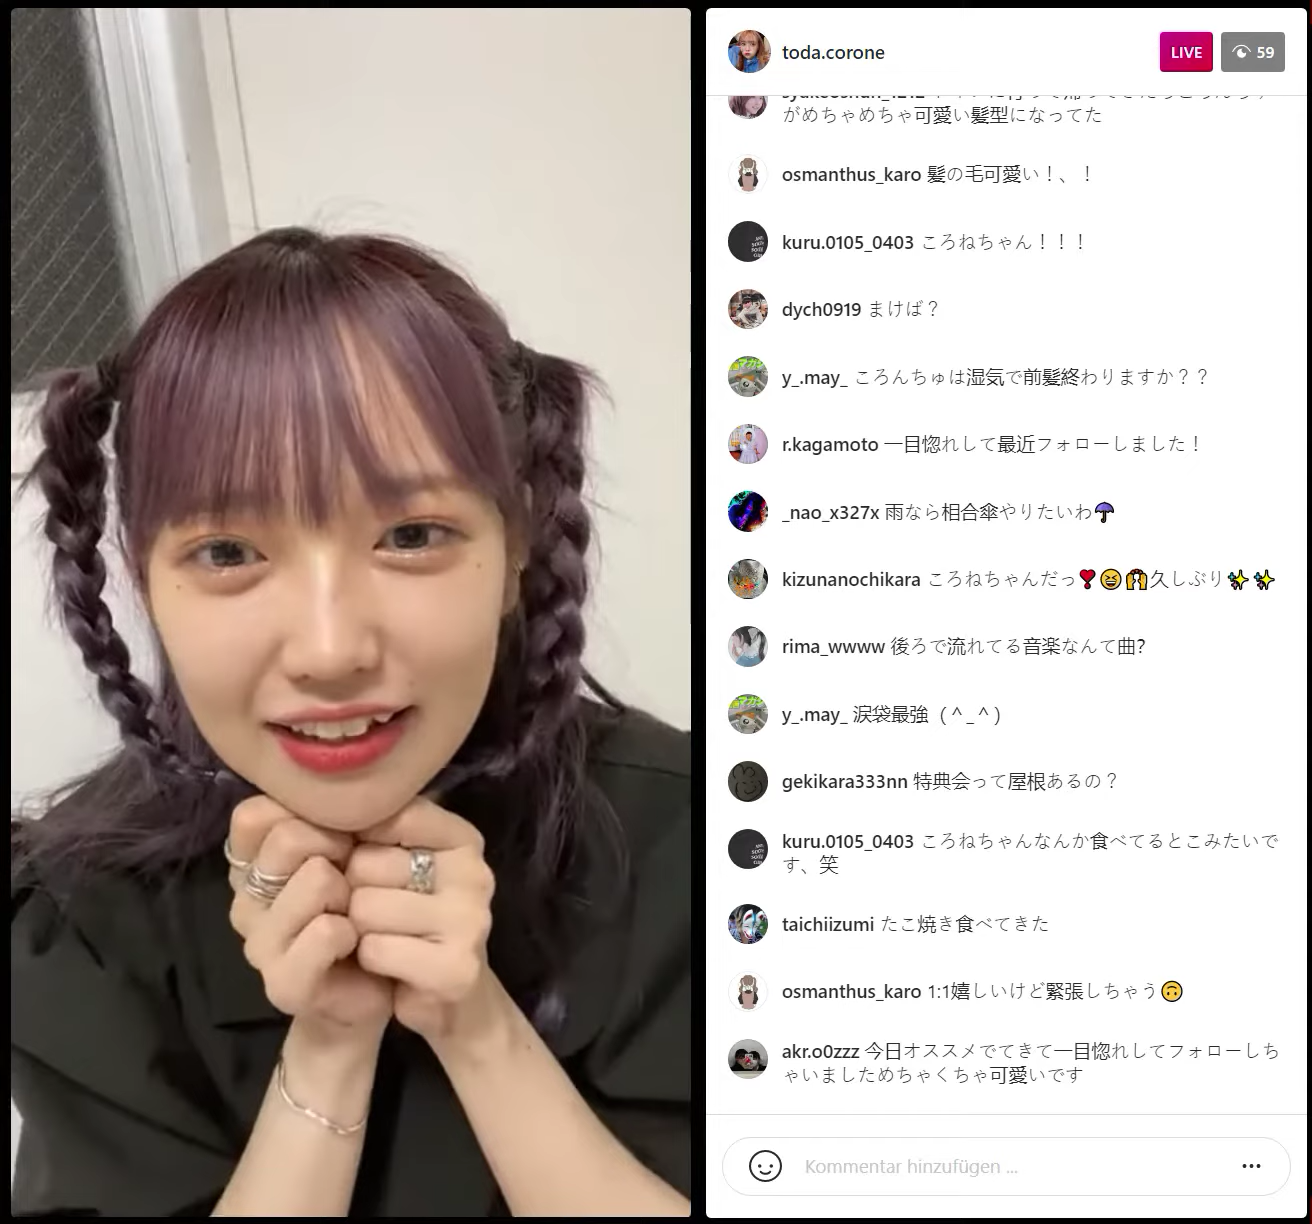 toda.corone
LIVE
59
がめちゃめちゃ可愛い髪型になってた
osmanthus_karo 髪の毛可愛い！、！
kuru.0105_0403 ころねちゃん！！！
dych0919 まけば？
y_.may_ ころんちゅは湿気で前髪終わりますか？？
r.kagamoto 一目惚れして最近フォローしました！
_nao_x327x 雨なら相合傘やりたいわ☂️
kizunanochikara ころねちゃんだっ❣️😆🙌久しぶり✨✨
rima_wwww 後ろで流れてる音楽なんて曲?
y_.may_ 涙袋最強（ ^ _ ^ ）
gekikara333nn 特典会って屋根あるの？
kuru.0105_0403 ころねちゃんなんか食べてるとこみたいで
す、笑
taichiizumi たこ焼き食べてきた
osmanthus_karo 1:1嬉しいけど緊張しちゃう🙃
akr.o0zzz 今日オススメでてきて一目惚れしてフォローしち
ゃいましためちゃくちゃ可愛いです
Kommentar hinzufügen ...